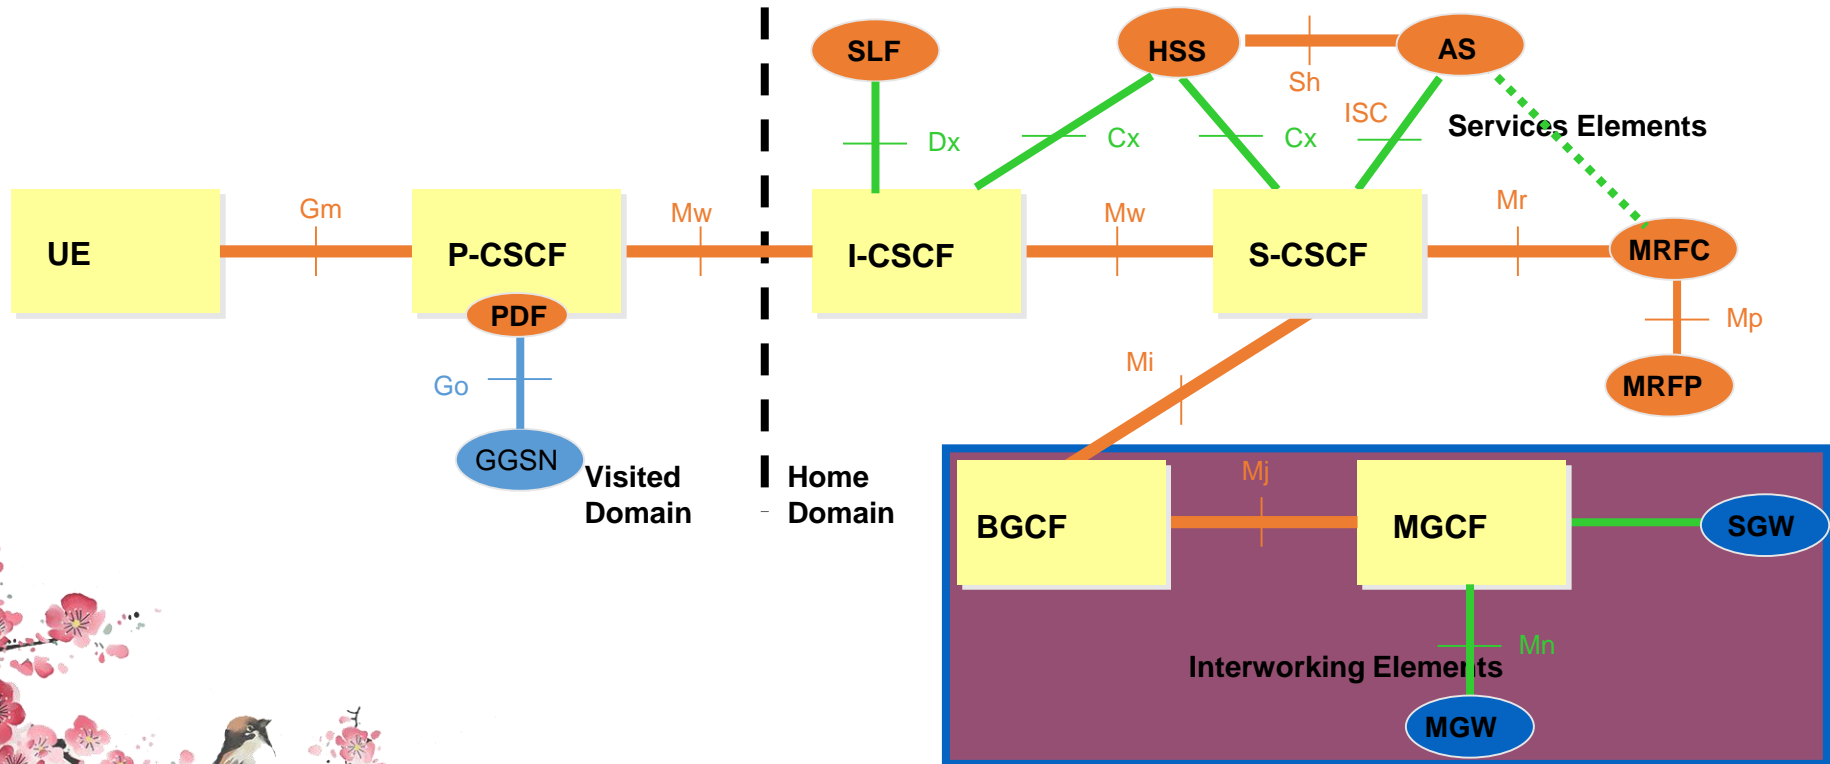 SLF
HSS
AS
Sh
ISC
Dx
Cx
Cx
Services Elements
Gm
Mw
Mw
Mr
UE
P-CSCF
I-CSCF
S-CSCF
MRFC
PDF
Mp
Mi
Go
MRFP
GGSN
Visited
Domain
Home
Domain
Mj
BGCF
MGCF
SGW
Mn
Interworking Elements
MGW